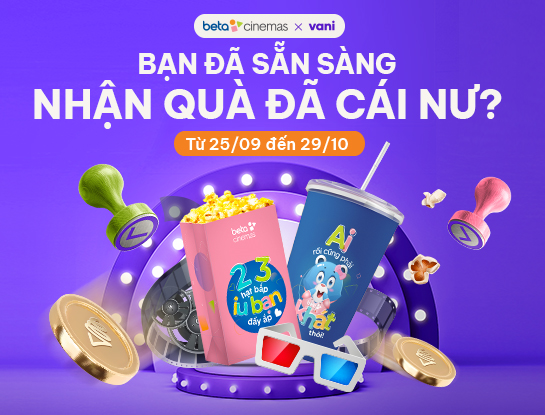 beta cinemas × vani
BẠN ĐÃ SẴN SÀNG
NHẬN QUÀ ĐÃ CÁI NƯ?
Từ 25/09 đến 29/10
beta
cinemas
2 3
hạt bắp
iu bạn
đầy ắp
Ai
rồi cũng phải
khát
thôi!